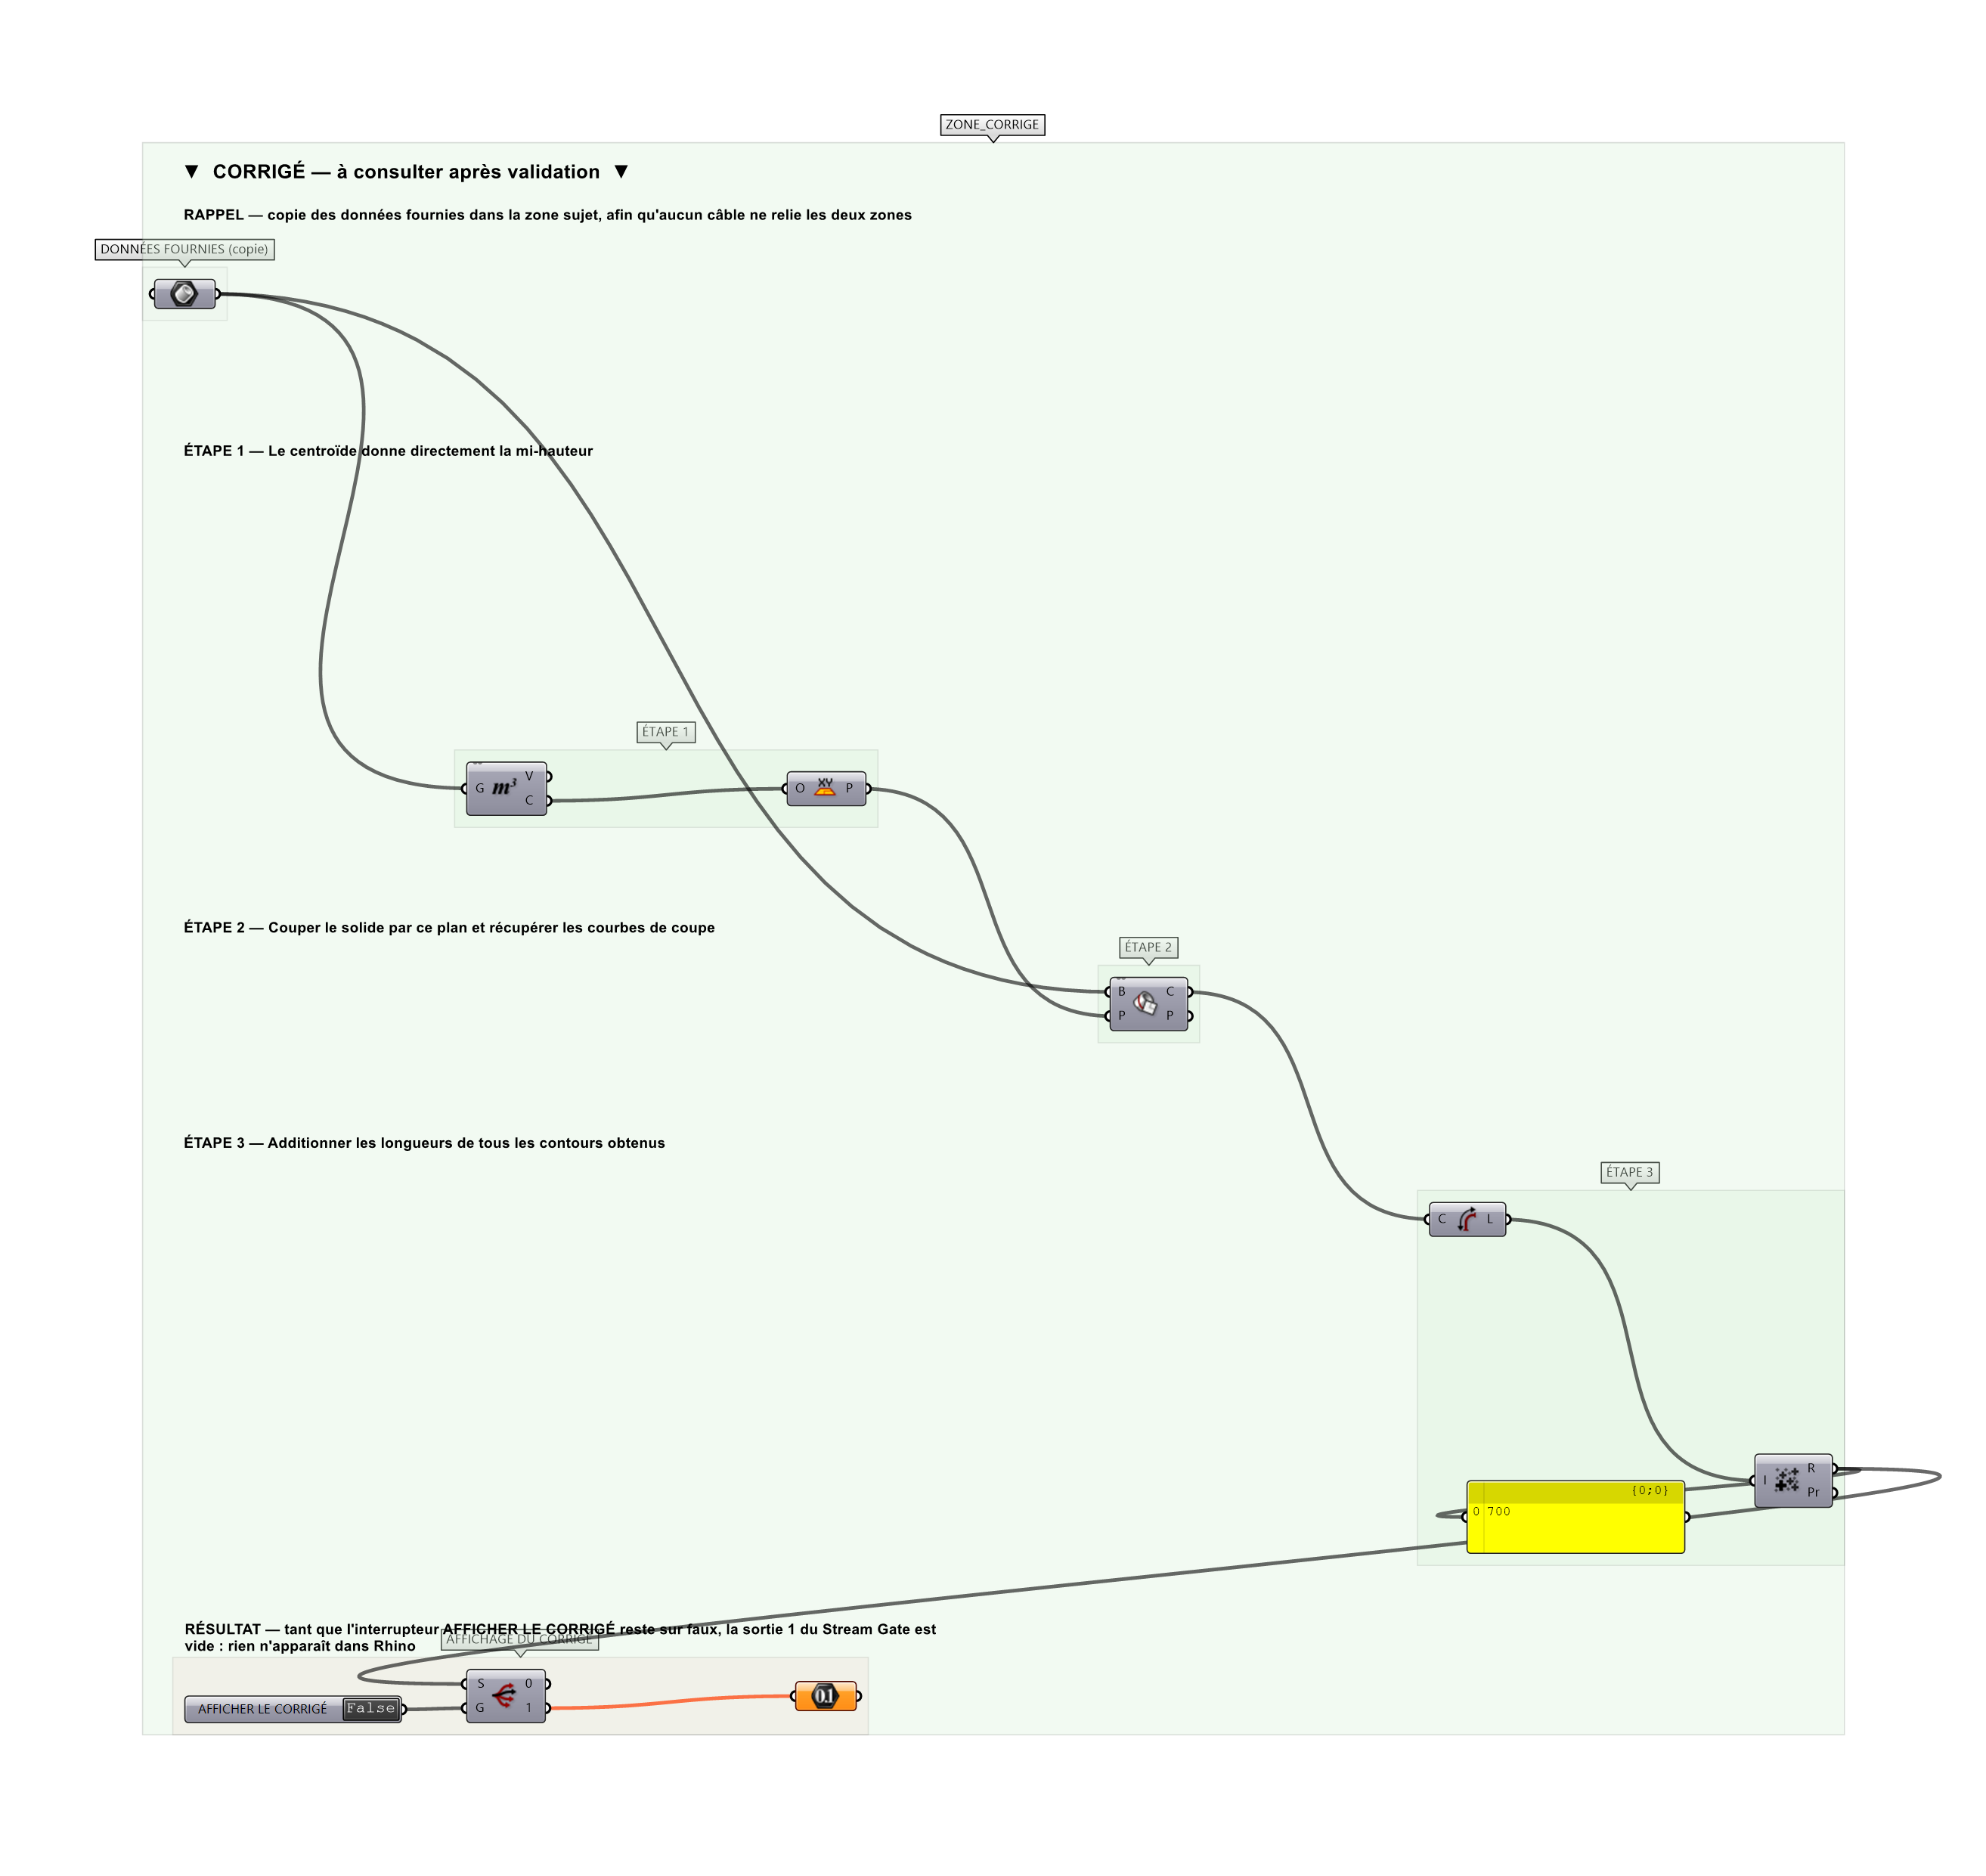 ZONE_CORRIGE
▼ CORRIGÉ — à consulter après validation ▼
RAPPEL — copie des données fournies dans la zone sujet, afin qu'aucun câble ne relie les deux zones
DONNÉES FOURNIES (copie)
ÉTAPE 1 — Le centroïde donne directement la mi-hauteur
ÉTAPE 1
G m³ V
C
O XY P
ÉTAPE 2 — Couper le solide par ce plan et récupérer les courbes de coupe
ÉTAPE 2
B C
P P
ÉTAPE 3 — Additionner les longueurs de tous les contours obtenus
ÉTAPE 3
C L
I R
Pr
{0;0}
0 700
RÉSULTAT — tant que l'interrupteur AFFICHER LE CORRIGÉ reste sur faux, la sortie 1 du Stream Gate est
vide : rien n'apparaît dans Rhino
AFFICHAGE DU CORRIGÉ
S 0
G 1
AFFICHER LE CORRIGÉ False
0.1